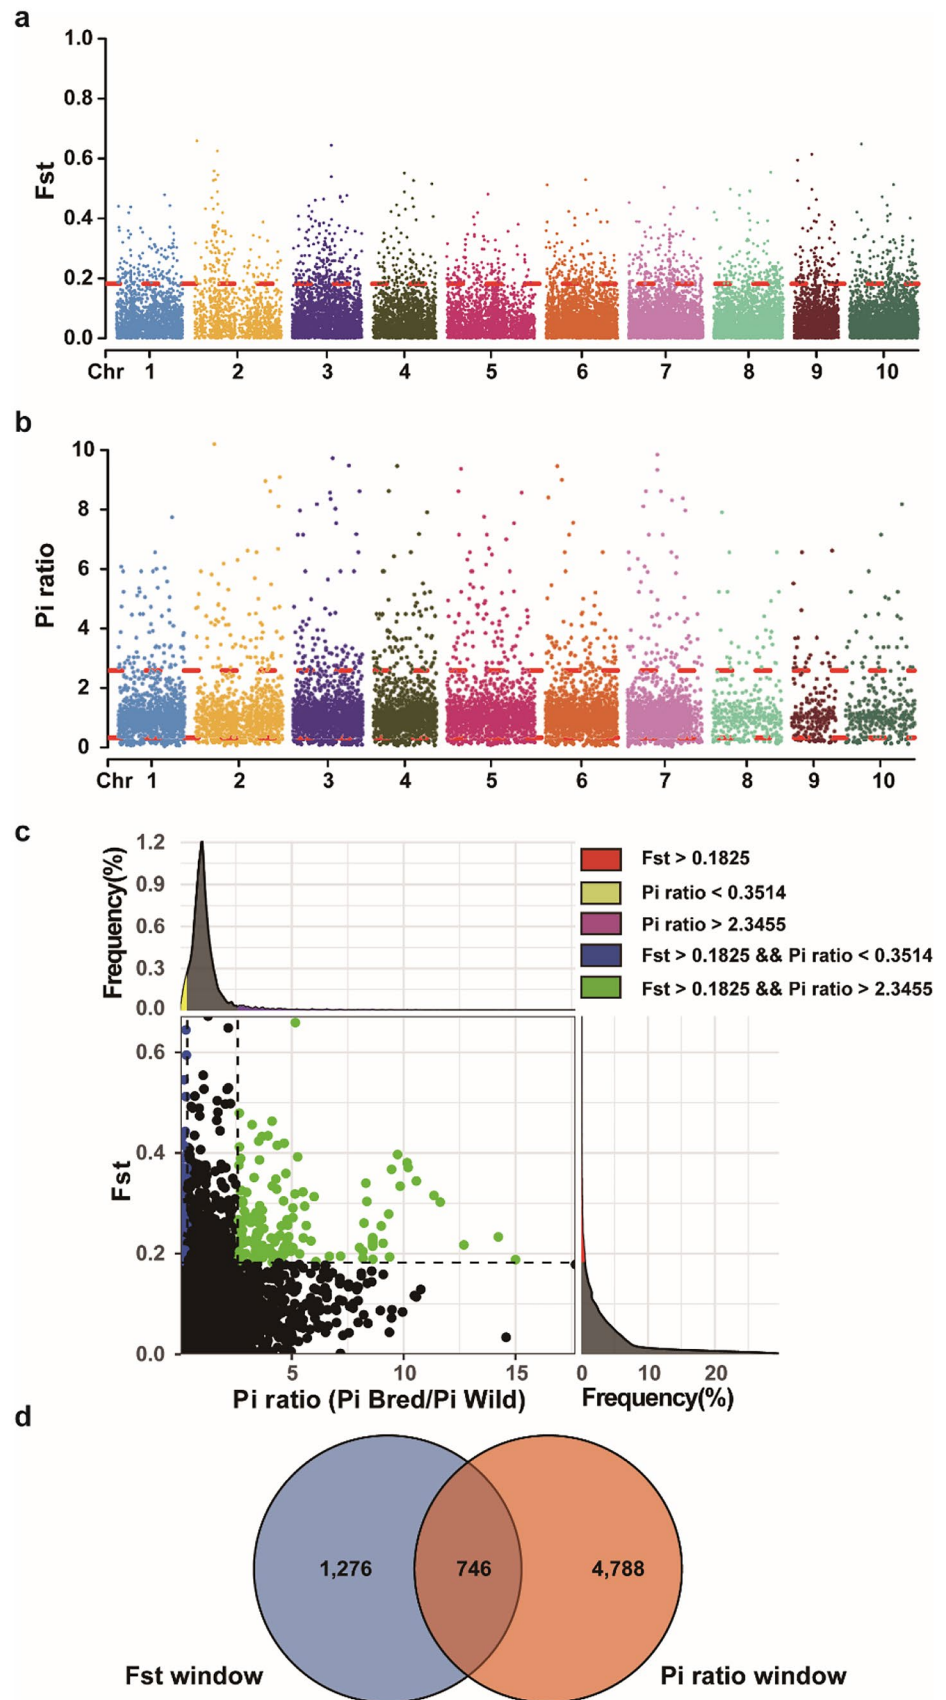 a
1.0
0.8
0.6
0.4
0.2
0.0
Fst
Chr 1 2 3 4 5 6 7 8 9 10
b
10
8
6
4
2
0
Pi ratio
Chr 1 2 3 4 5 6 7 8 9 10
c
1.2
0.9
0.6
0.3
0.0
Frequency(%)
Fst > 0.1825
Pi ratio < 0.3514
Pi ratio > 2.3455
Fst > 0.1825 && Pi ratio < 0.3514
Fst > 0.1825 && Pi ratio > 2.3455
0.6
0.4
0.2
0.0
Fst
5 10 15
Pi ratio (Pi Bred/Pi Wild)
0 10 20
Frequency(%)
d
1,276 746 4,788
Fst window Pi ratio window